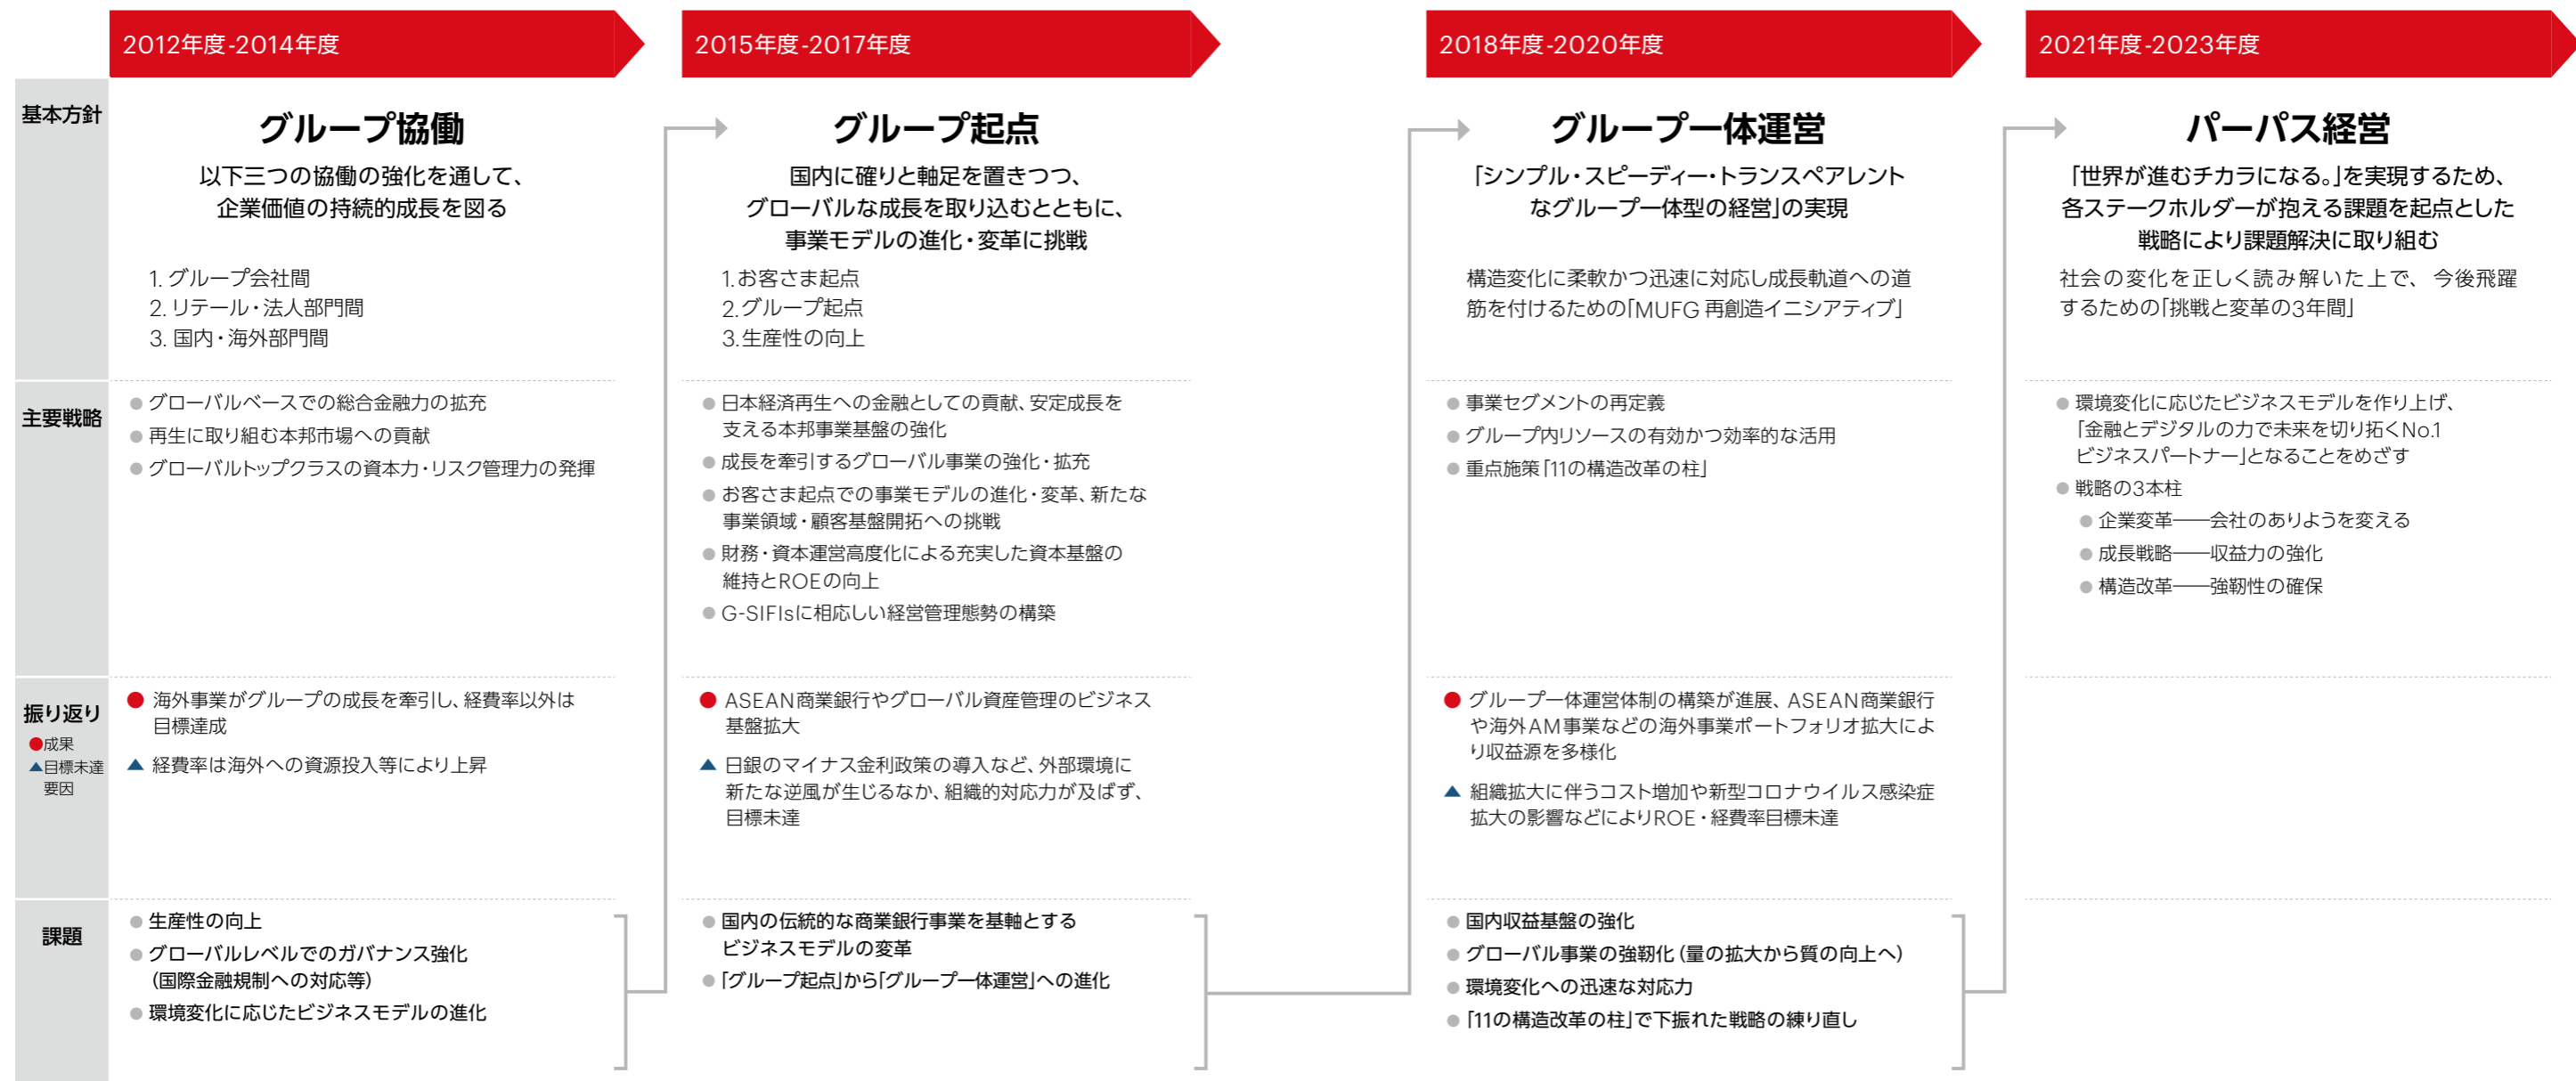 2012年度-2014年度
2015年度-2017年度
2018年度-2020年度
2021年度-2023年度
基本方針
グループ協働
以下三つの協働の強化を通して、
企業価値の持続的成長を図る
1. グループ会社間
2. リテール・法人部門間
3. 国内・海外部門間
グループ起点
国内に確りと軸足を置きつつ、
グローバルな成長を取り込むとともに、
事業モデルの進化・変革に挑戦
1.お客さま起点
2.グループ起点
3.生産性の向上
グループ一体運営
「シンプル・スピーディー・トランスペアレント
なグループ一体型の経営」の実現
構造変化に柔軟かつ迅速に対応し成長軌道への道
筋を付けるための「MUFG 再創造イニシアティブ」
パーパス経営
「世界が進むチカラになる。」を実現するため、
各ステークホルダーが抱える課題を起点とした
戦略により課題解決に取り組む
社会の変化を正しく読み解いた上で、今後飛躍
するための「挑戦と変革の3年間」
主要戦略
● グローバルベースでの総合金融力の拡充
● 再生に取り組む本邦市場への貢献
● グローバルトップクラスの資本力・リスク管理力の発揮
● 日本経済再生への金融としての貢献、安定成長を
支える本邦事業基盤の強化
● 成長を牽引するグローバル事業の強化・拡充
● お客さま起点での事業モデルの進化・変革、新たな
事業領域・顧客基盤開拓への挑戦
● 財務・資本運営高度化による充実した資本基盤の
維持とROEの向上
● G-SIFIsに相応しい経営管理態勢の構築
● 事業セグメントの再定義
● グループ内リソースの有効かつ効率的な活用
● 重点施策「11の構造改革の柱」
● 環境変化に応じたビジネスモデルを作り上げ、
「金融とデジタルの力で未来を切り拓くNo.1
ビジネスパートナー」となることをめざす
● 戦略の3本柱
● 企業変革――会社のありようを変える
● 成長戦略――収益力の強化
● 構造改革――強靭性の確保
振り返り
●成果
▲目標未達
要因
● 海外事業がグループの成長を牽引し、経費率以外は
目標達成
▲ 経費率は海外への資源投入等により上昇
● ASEAN商業銀行やグローバル資産管理のビジネス
基盤拡大
▲ 日銀のマイナス金利政策の導入など、外部環境に
新たな逆風が生じるなか、組織的対応力が及ばず、
目標未達
● グループ一体運営体制の構築が進展、ASEAN商業銀行
や海外AM事業などの海外事業ポートフォリオ拡大によ
り収益源を多様化
▲ 組織拡大に伴うコスト増加や新型コロナウイルス感染症
拡大の影響などによりROE・経費率目標未達
課題
● 生産性の向上
● グローバルレベルでのガバナンス強化
（国際金融規制への対応等）
● 環境変化に応じたビジネスモデルの進化
● 国内の伝統的な商業銀行事業を基軸とする
ビジネスモデルの変革
● 「グループ起点」から「グループ一体運営」への進化
● 国内収益基盤の強化
● グローバル事業の強靭化（量の拡大から質の向上へ）
● 環境変化への迅速な対応力
● 「11の構造改革の柱」で下振れた戦略の練り直し